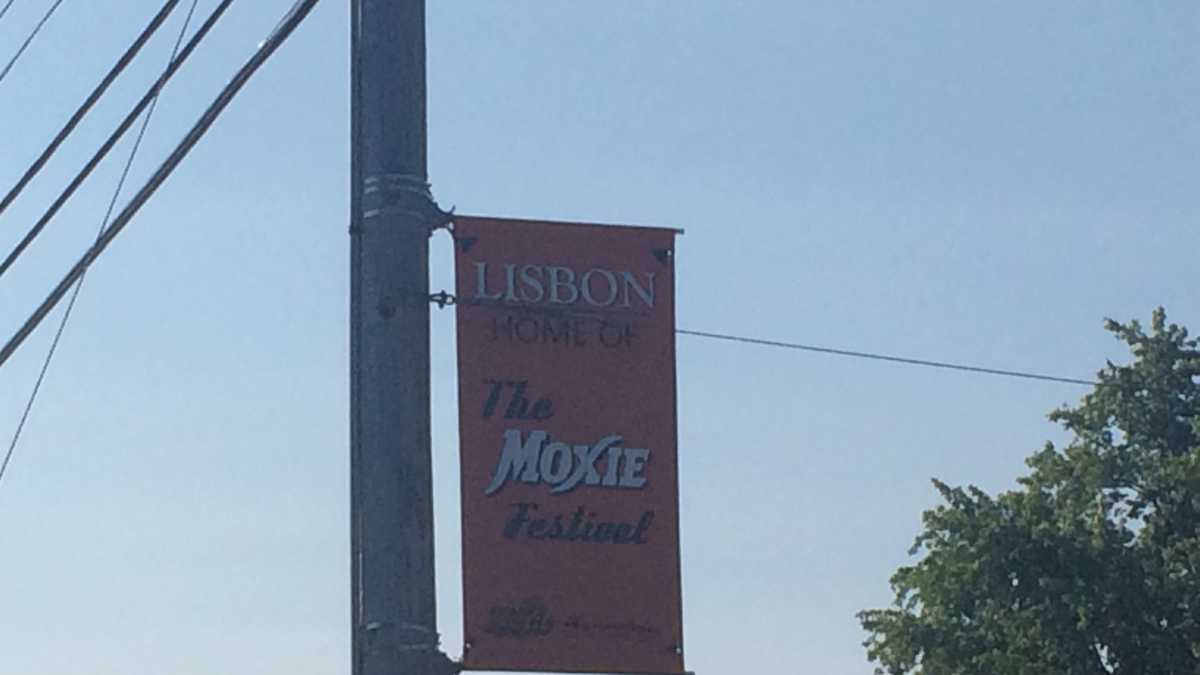 LISBON
HOME OF
The
MOXIE
Festival